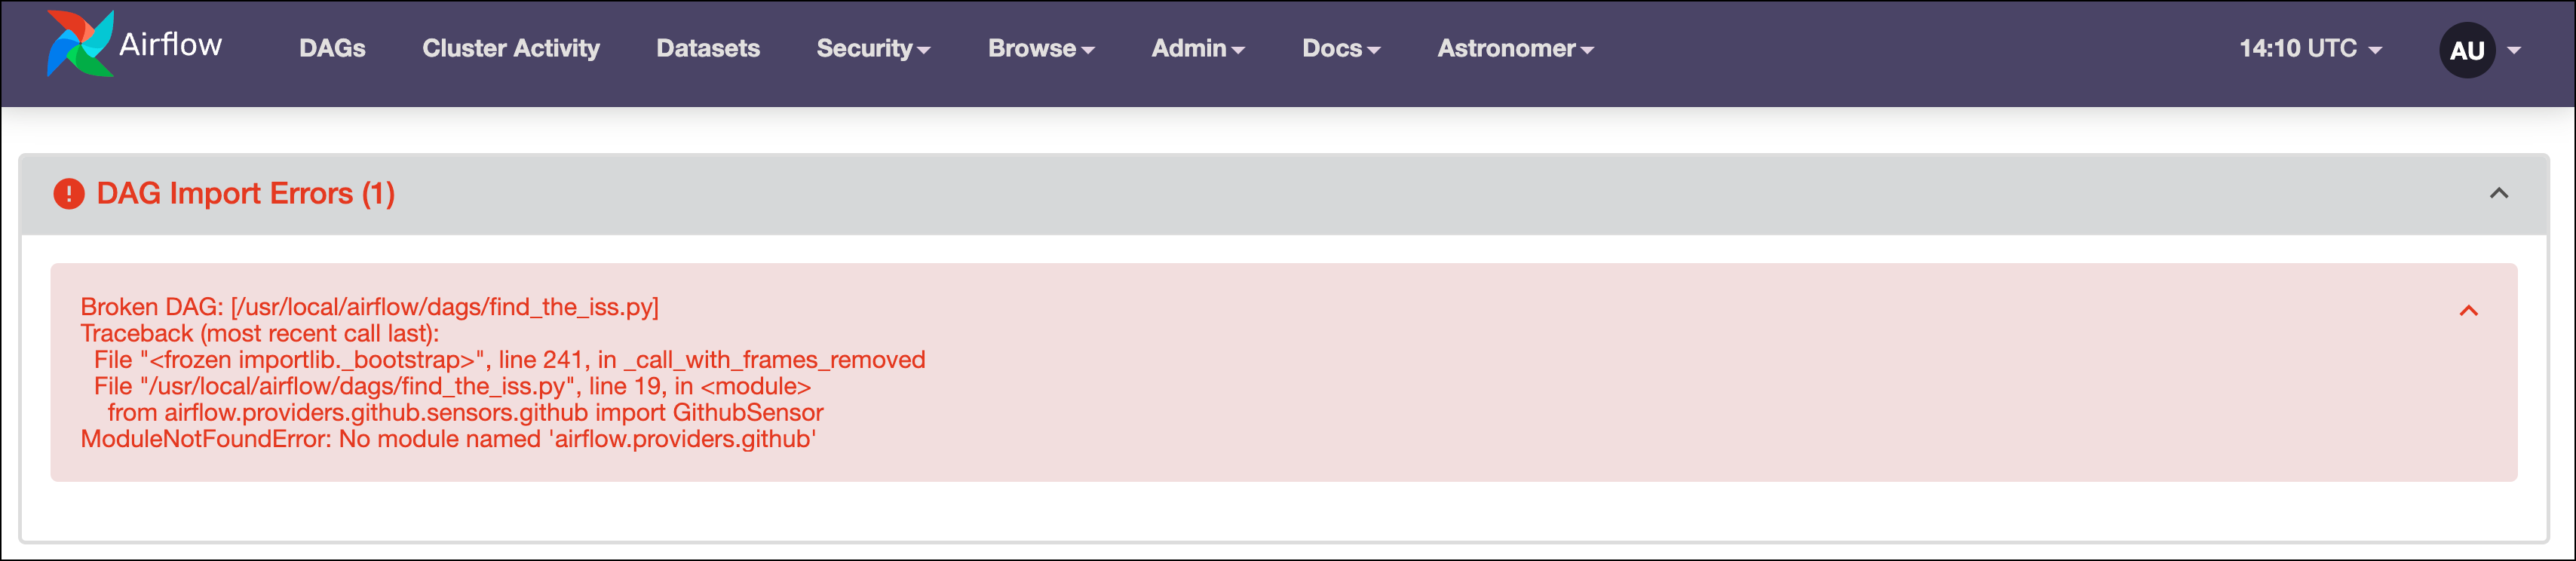 Airflow DAGs Cluster Activity Datasets Security Browse Admin Docs Astronomer 14:10 UTC AU
DAG Import Errors (1)
Broken DAG: [/usr/local/airflow/dags/find_the_iss.py]
Traceback (most recent call last):
File "<frozen importlib._bootstrap>", line 241, in _call_with_frames_removed
File "/usr/local/airflow/dags/find_the_iss.py", line 19, in <module>
from airflow.providers.github.sensors.github import GithubSensor
ModuleNotFoundError: No module named 'airflow.providers.github'